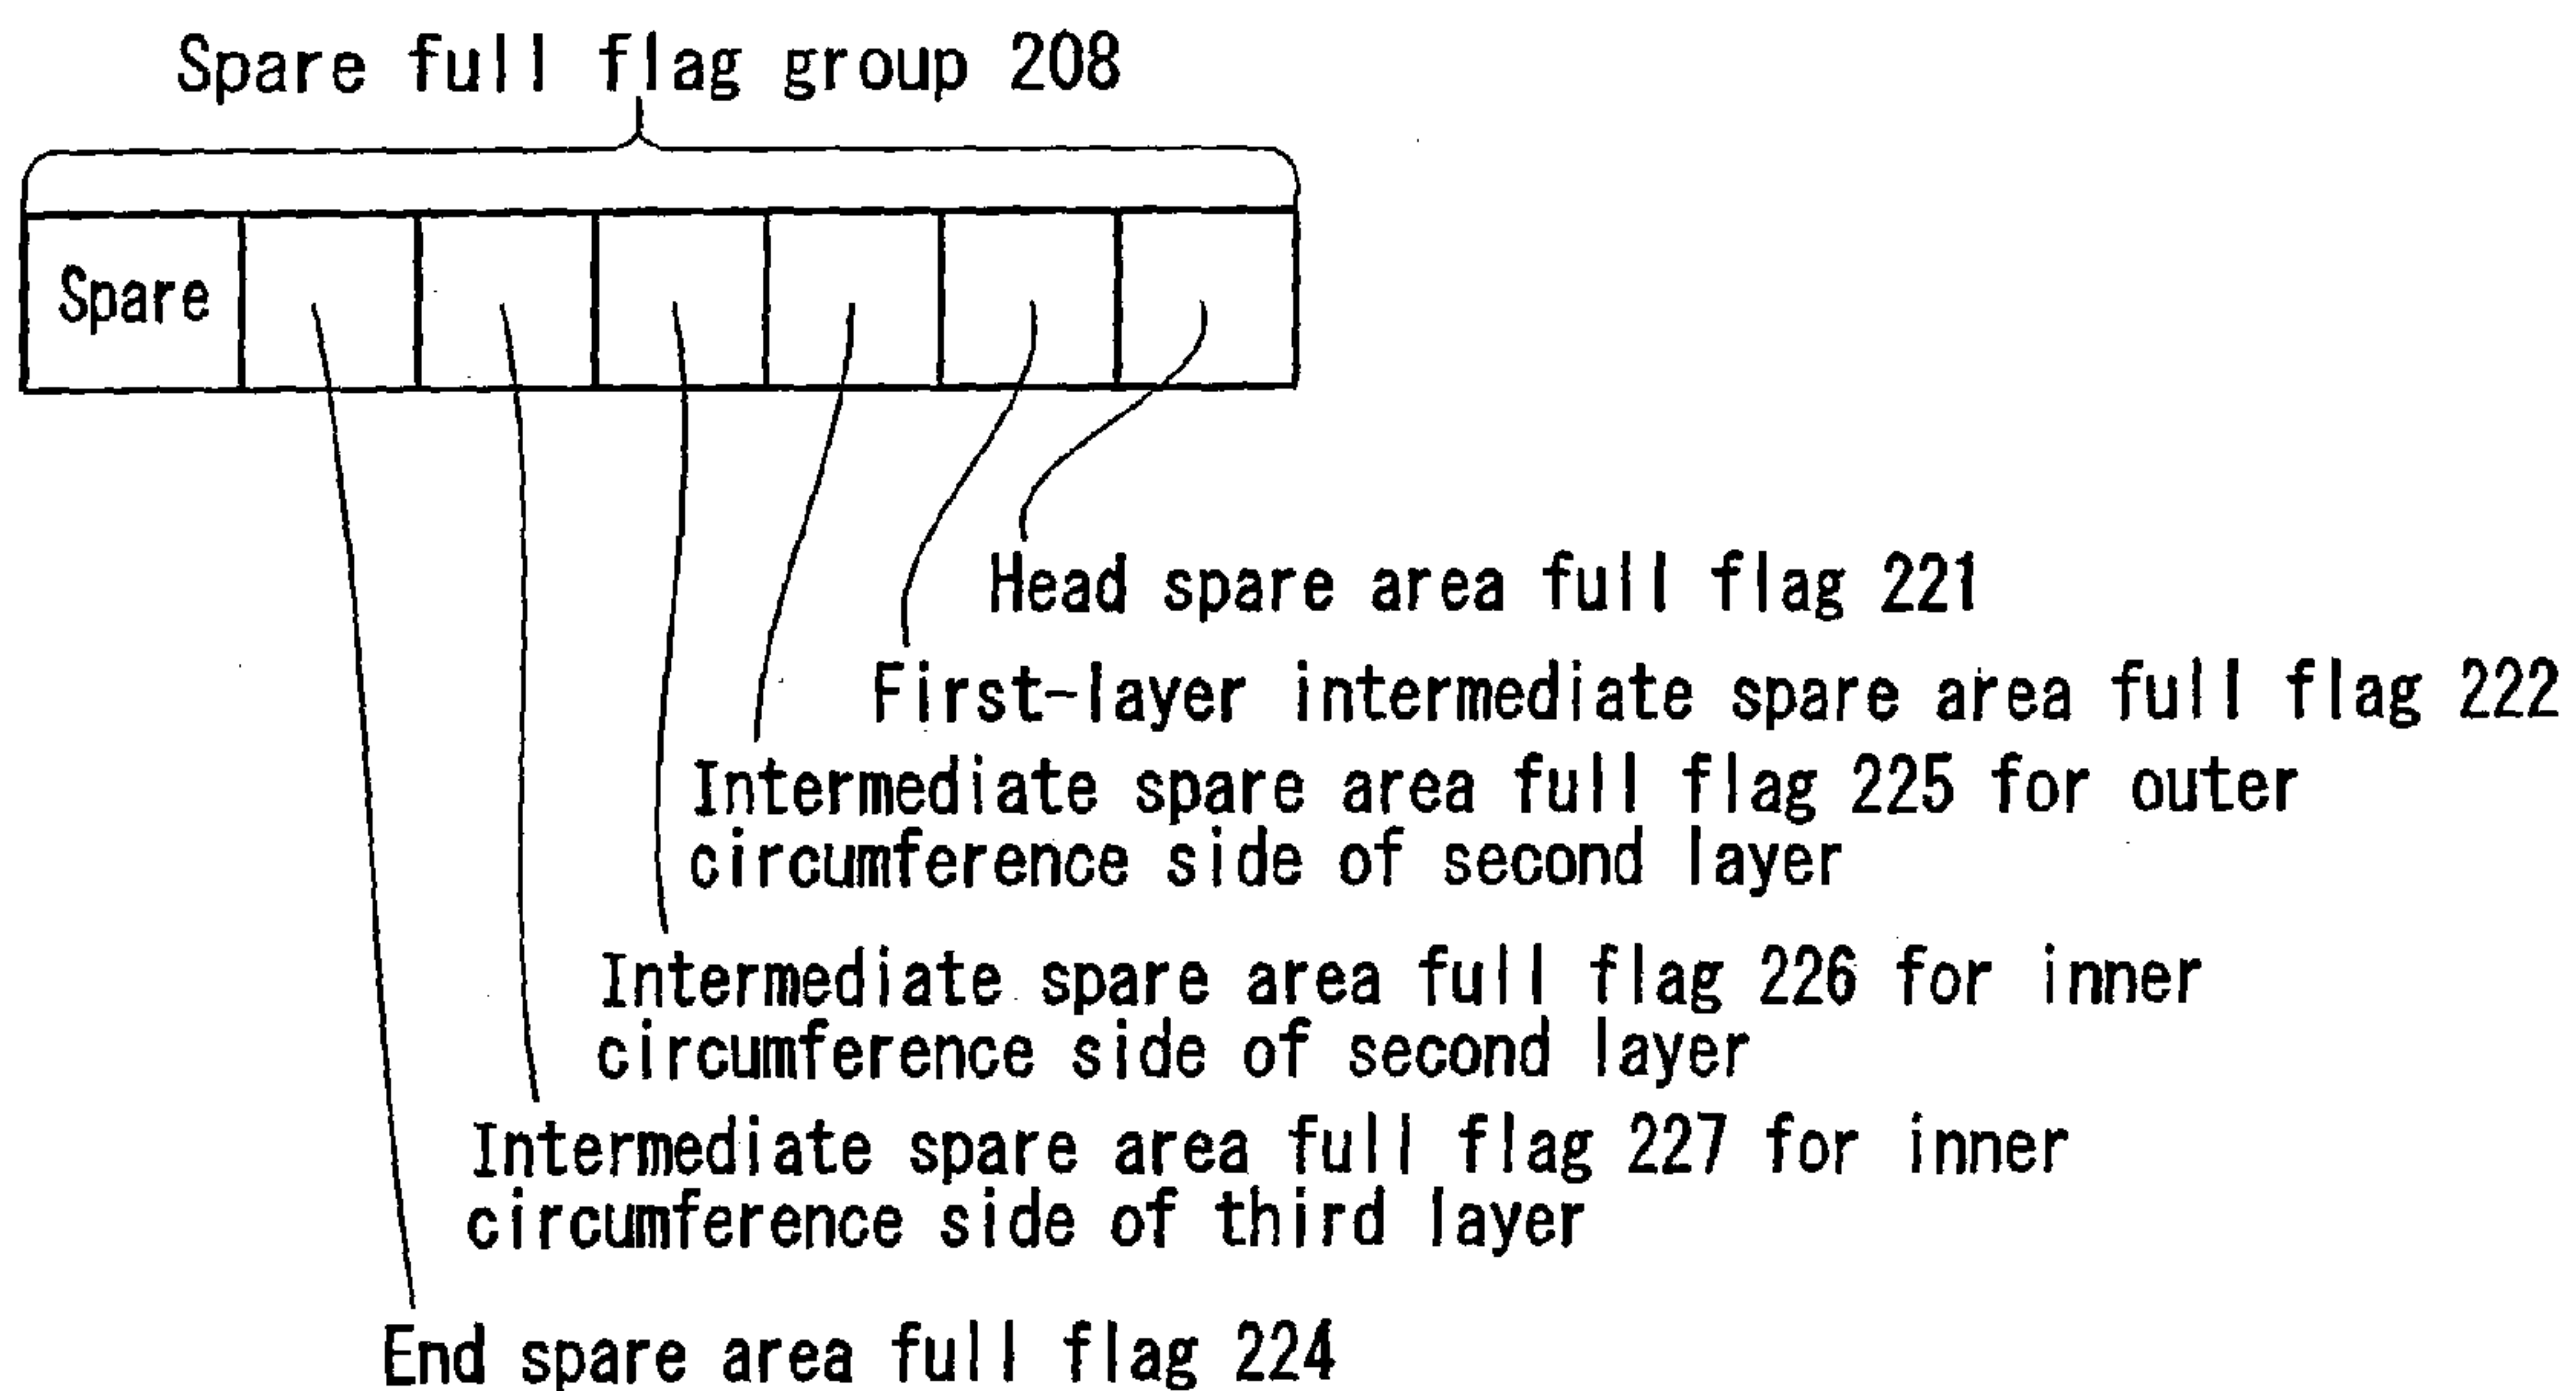 Spare full flag group 208
Spare
Head spare area full flag 221
First-layer intermediate spare area full flag 222
Intermediate spare area full flag 225 for outer
circumference side of second layer
Intermediate spare area full flag 226 for inner
circumference side of second layer
Intermediate spare area full flag 227 for inner
circumference side of third layer
End spare area full flag 224